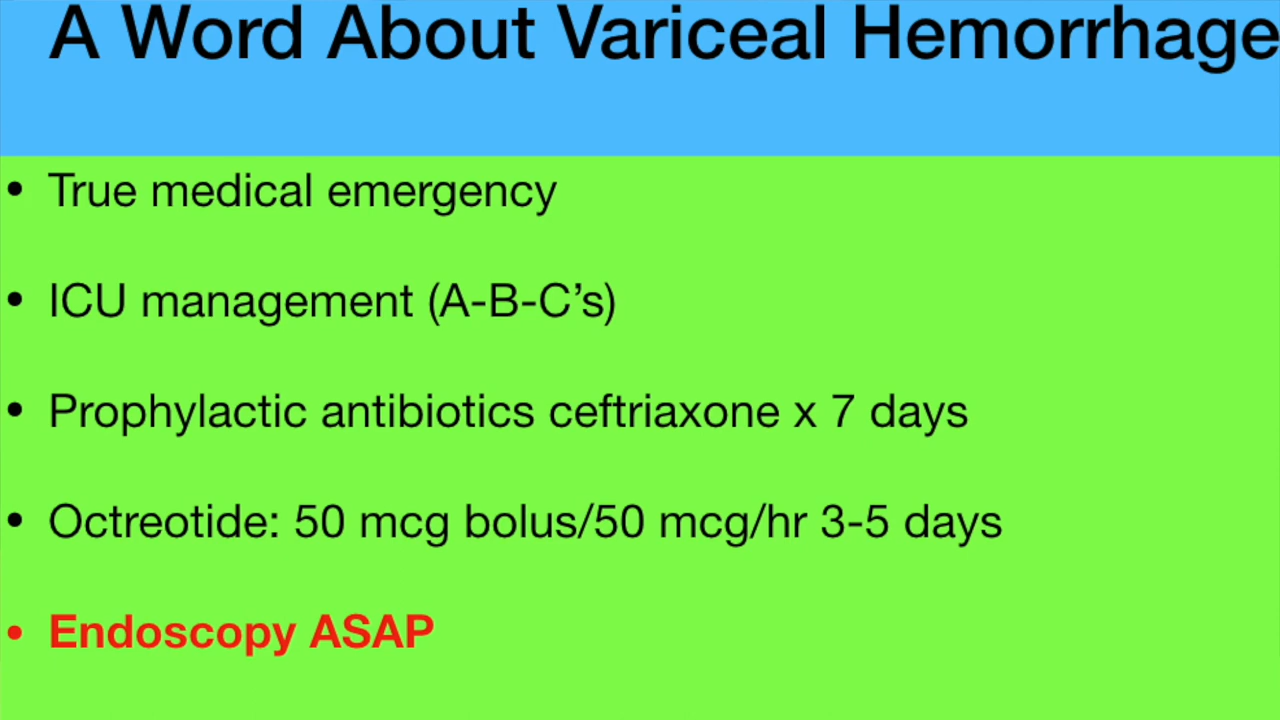 A Word About Variceal Hemorrhage
• True medical emergency
• ICU management (A-B-C’s)
• Prophylactic antibiotics ceftriaxone x 7 days
• Octreotide: 50 mcg bolus/50 mcg/hr 3-5 days
• Endoscopy ASAP